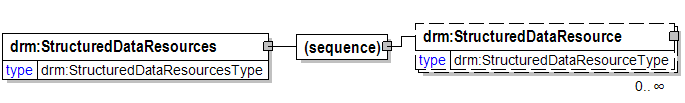 drm:StructuredDataResources
type drm:StructuredDataResourcesType
(sequence)
drm:StructuredDataResource
type drm:StructuredDataResourceType
0.. ∞